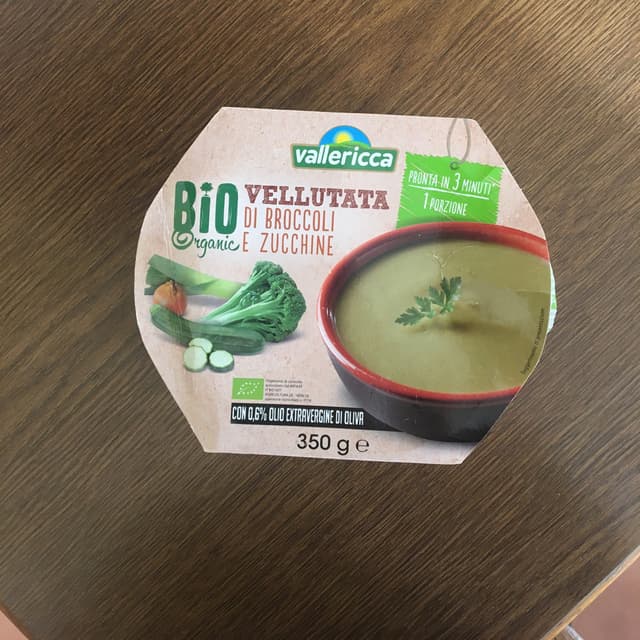 vallericca
PRONTA IN 3 MINUTI
1 PORZIONE
BIO
Organic
VELLUTATA
DI BROCCOLI
E ZUCCHINE
CON 0,6% OLIO EXTRAVERGINE DI OLIVA
350 g e